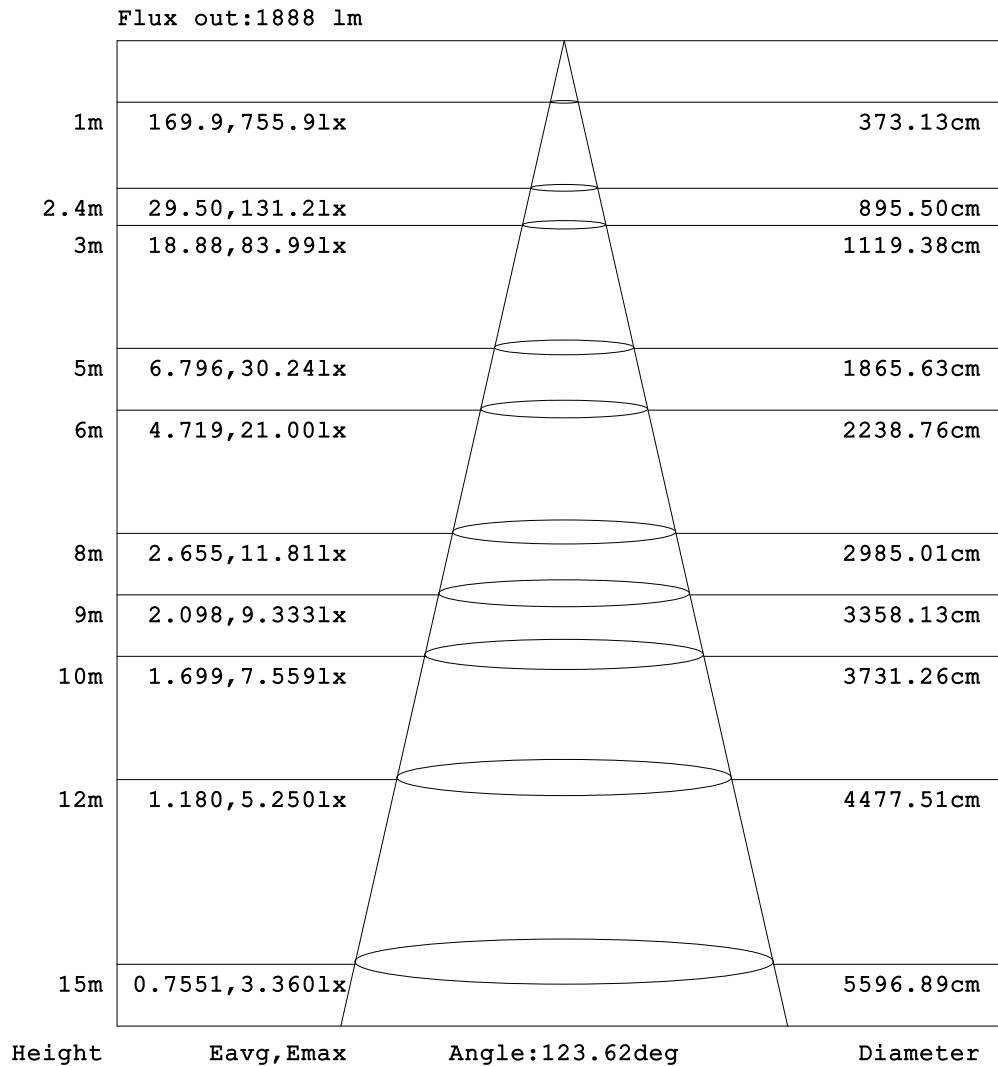 Flux out:1888 lm
1m 169.9,755.9lx 373.13cm
2.4m 29.50,131.2lx 895.50cm
3m 18.88,83.99lx 1119.38cm
5m 6.796,30.24lx 1865.63cm
6m 4.719,21.00lx 2238.76cm
8m 2.655,11.81lx 2985.01cm
9m 2.098,9.333lx 3358.13cm
10m 1.699,7.559lx 3731.26cm
12m 1.180,5.250lx 4477.51cm
15m 0.7551,3.360lx 5596.89cm
Height Eavg,Emax Angle:123.62deg Diameter